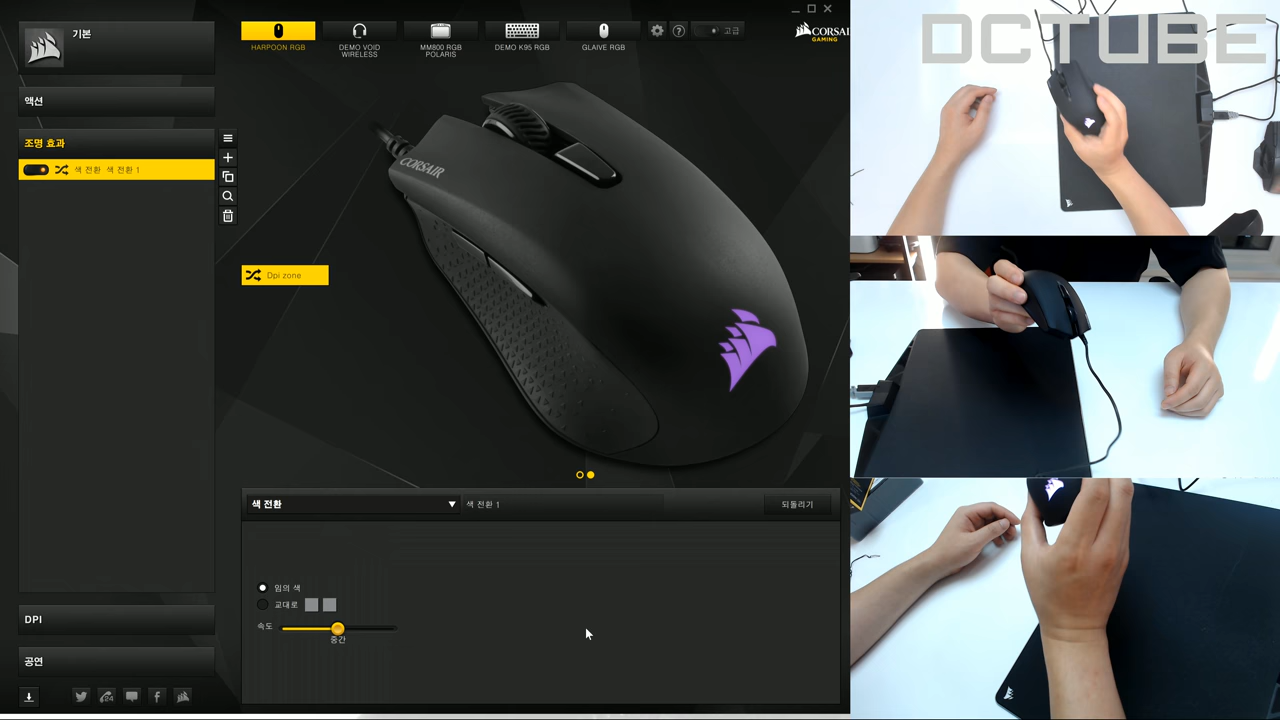 기본
액션
조명 효과
색 전환 색 전환 1
DPI
공연
24
HARPOON RGB
DEMO VOID
WIRELESS
MM800 RGB
POLARIS
DEMO K95 RGB
GLAIVE RGB
?
고급
CORSAI
GAMING
CORSAIR
Dpi zone
색 전환
색 전환 1
되돌리기
임의 색
교대로
속도
중간
DCTUBE